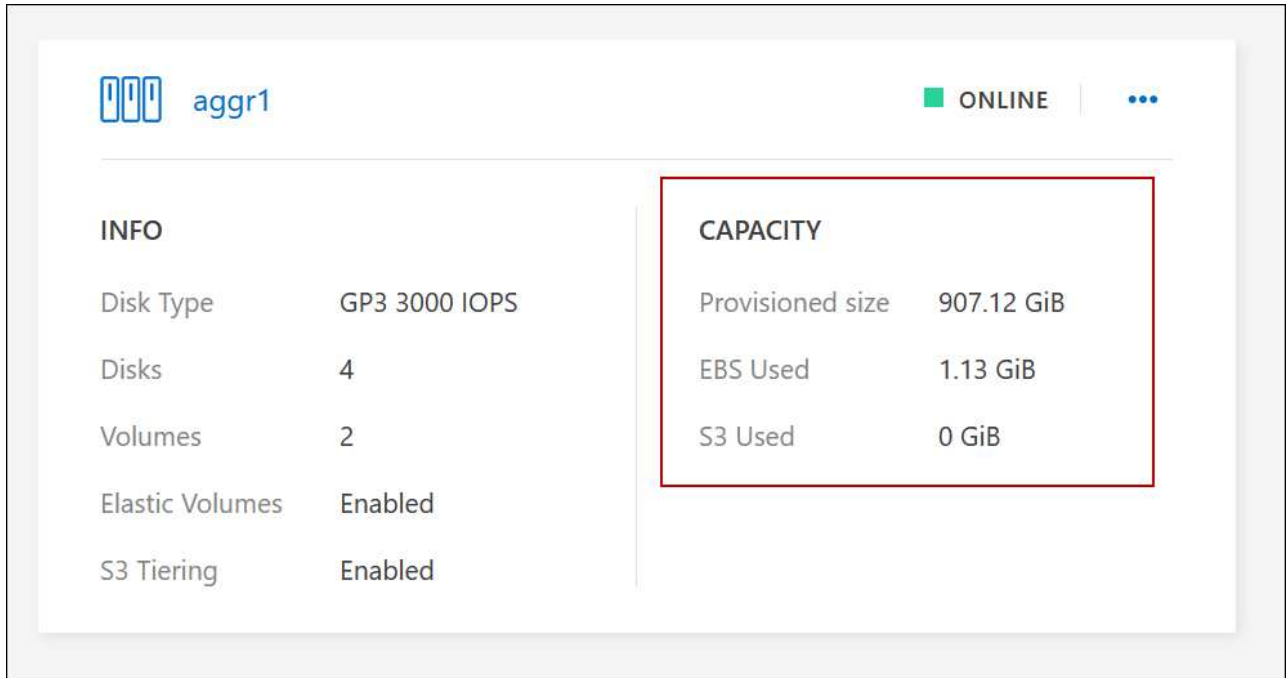 aggr1
ONLINE
INFO
Disk Type GP3 3000 IOPS
Disks 4
Volumes 2
Elastic Volumes Enabled
S3 Tiering Enabled
CAPACITY
Provisioned size 907.12 GiB
EBS Used 1.13 GiB
S3 Used 0 GiB